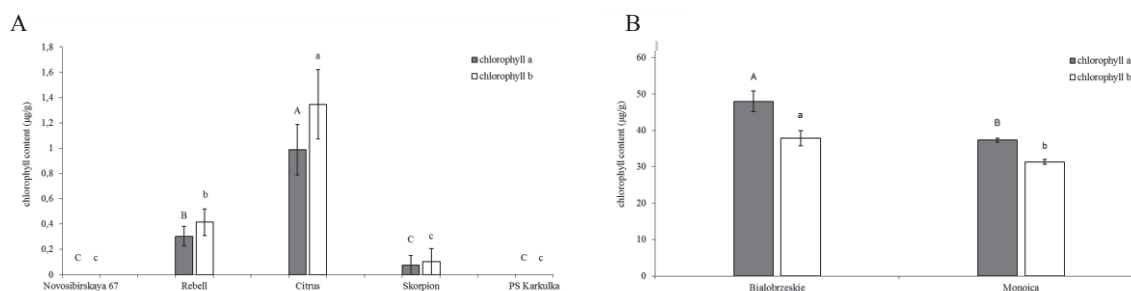 A
chlorophyll content (µg/g)
1,8
1,6
1,4
1,2
1
0,8
0,6
0,4
0,2
0
chlorophyll a
chlorophyll b
C c
B b
A a
C c
C c
Novosibirskaya 67 Rebell Citrus Skorpion PS Karkulka
B
chlorophyll content (µg/g)
60
50
40
30
20
10
0
chlorophyll a
chlorophyll b
A a
B b
Bialobrzeskie Monoica